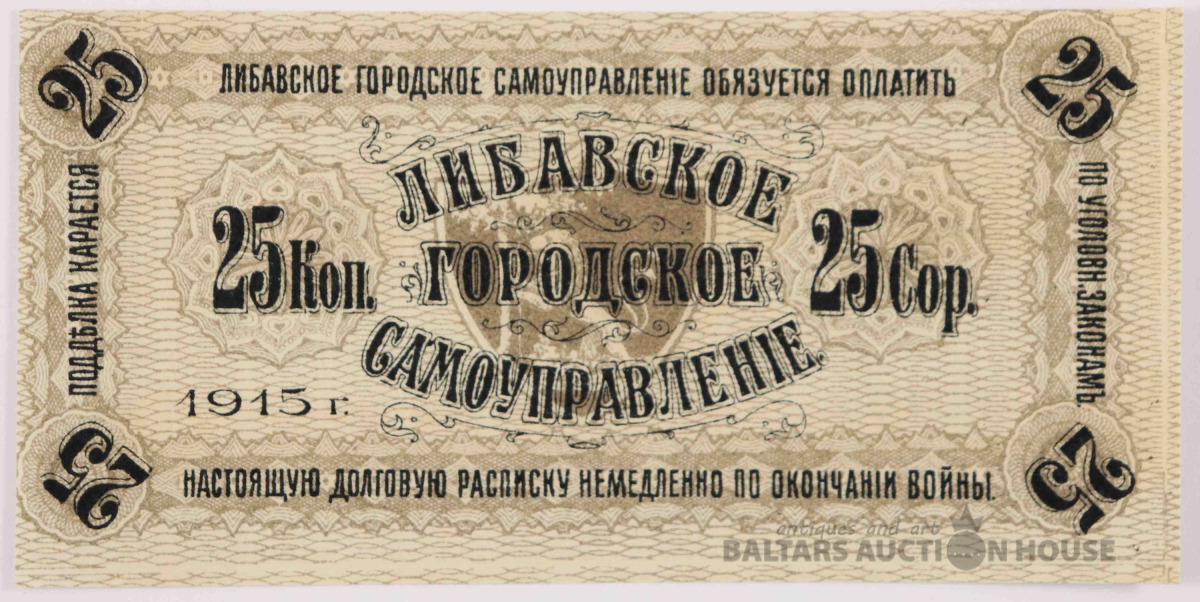 25
25
ЛИБАВСКОЕ ГОРОДСКОЕ САМОУПРАВЛЕНІЕ ОБЯЗУЕТСЯ ОПЛАТИТЬ
ПОДДѢЛКА КАРАЕТСЯ
ЛИБАВСКОЕ
ГОРОДСКОЕ
САМОУПРАВЛЕНІЕ.
25 Коп.
25 Сор.
ПО УГОЛОВН. ЗАКОНАМЪ.
1915 г.
НАСТОЯЩУЮ ДОЛГОВУЮ РАСПИСКУ НЕМЕДЛЕННО ПО ОКОНЧАНІИ ВОЙНЫ.
25
25
antiques and art
BALTARS AUCTION HOUSE